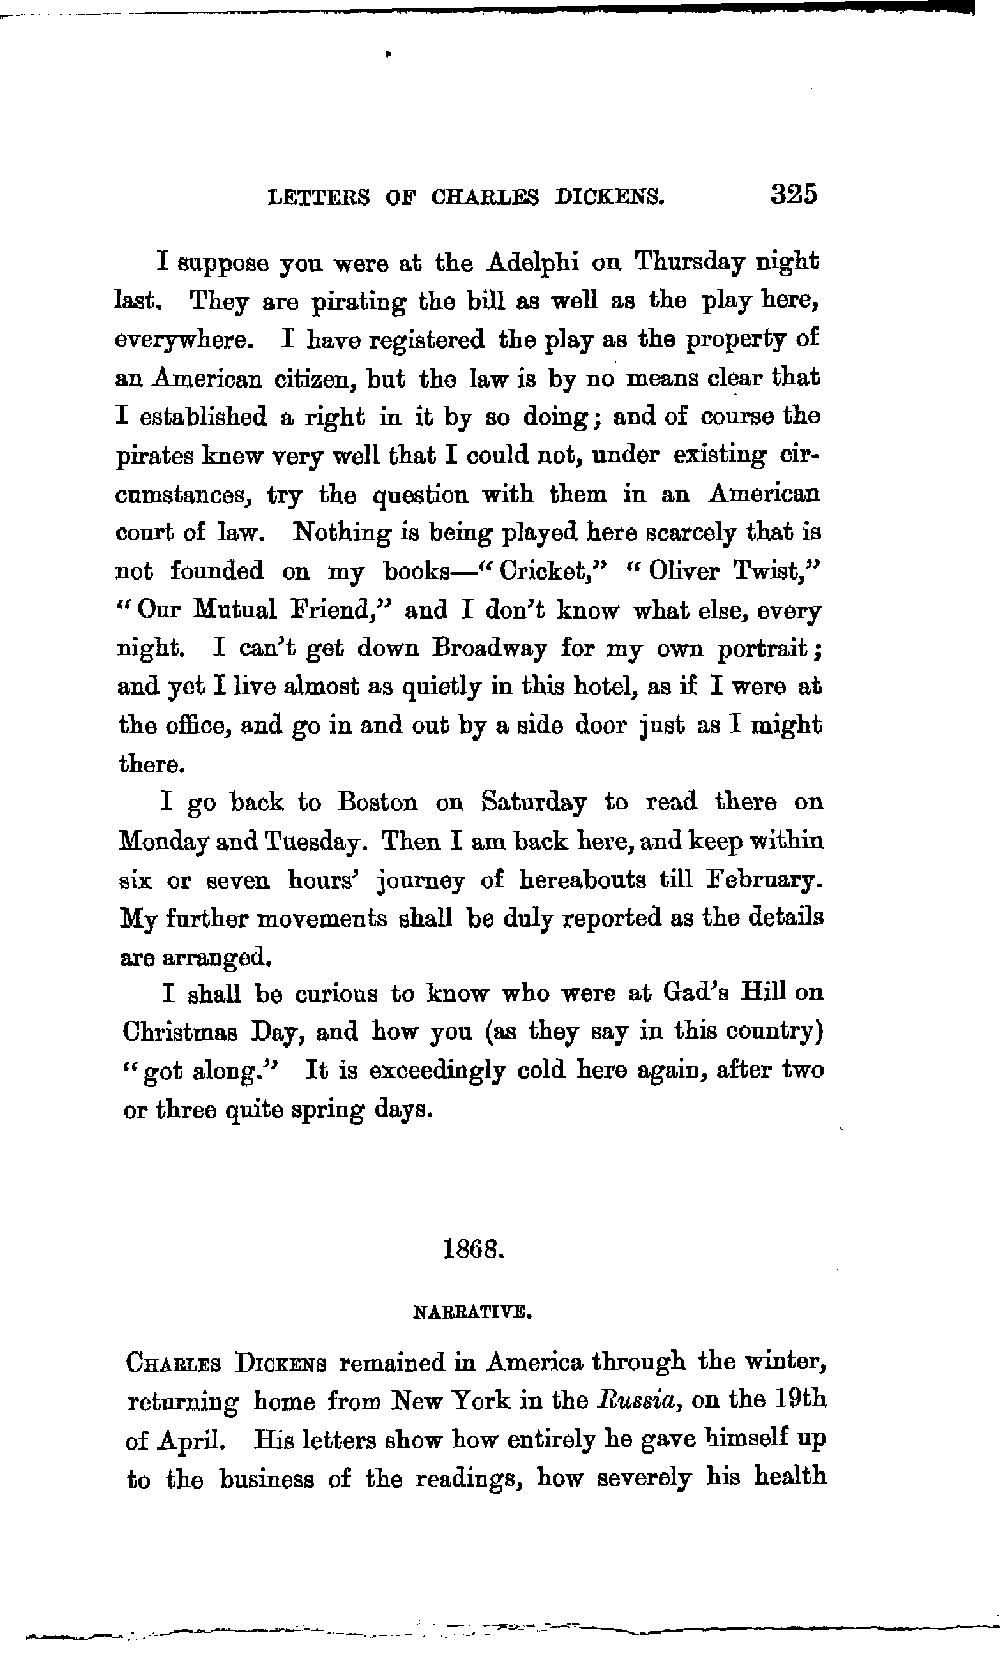 LETTERS OF CHARLES DICKENS. 325
I suppose you were at the Adelphi on Thursday night
last. They are pirating the bill as well as the play here,
everywhere. I have registered the play as the property of
an American citizen, but the law is by no means clear that
I established a right in it by so doing; and of course the
pirates knew very well that I could not, under existing cir-
cumstances, try the question with them in an American
court of law. Nothing is being played here scarcely that is
not founded on my books—"Cricket," "Oliver Twist,"
"Our Mutual Friend," and I don't know what else, every
night. I can't get down Broadway for my own portrait;
and yet I live almost as quietly in this hotel, as if I were at
the office, and go in and out by a side door just as I might
there.
I go back to Boston on Saturday to read there on
Monday and Tuesday. Then I am back here, and keep within
six or seven hours' journey of hereabouts till February.
My further movements shall be duly reported as the details
are arranged.
I shall be curious to know who were at Gad's Hill on
Christmas Day, and how you (as they say in this country)
"got along." It is exceedingly cold here again, after two
or three quite spring days.
1868.
NARRATIVE.
CHARLES DICKENS remained in America through the winter,
returning home from New York in the Russia, on the 19th
of April. His letters show how entirely he gave himself up
to the business of the readings, how severely his health